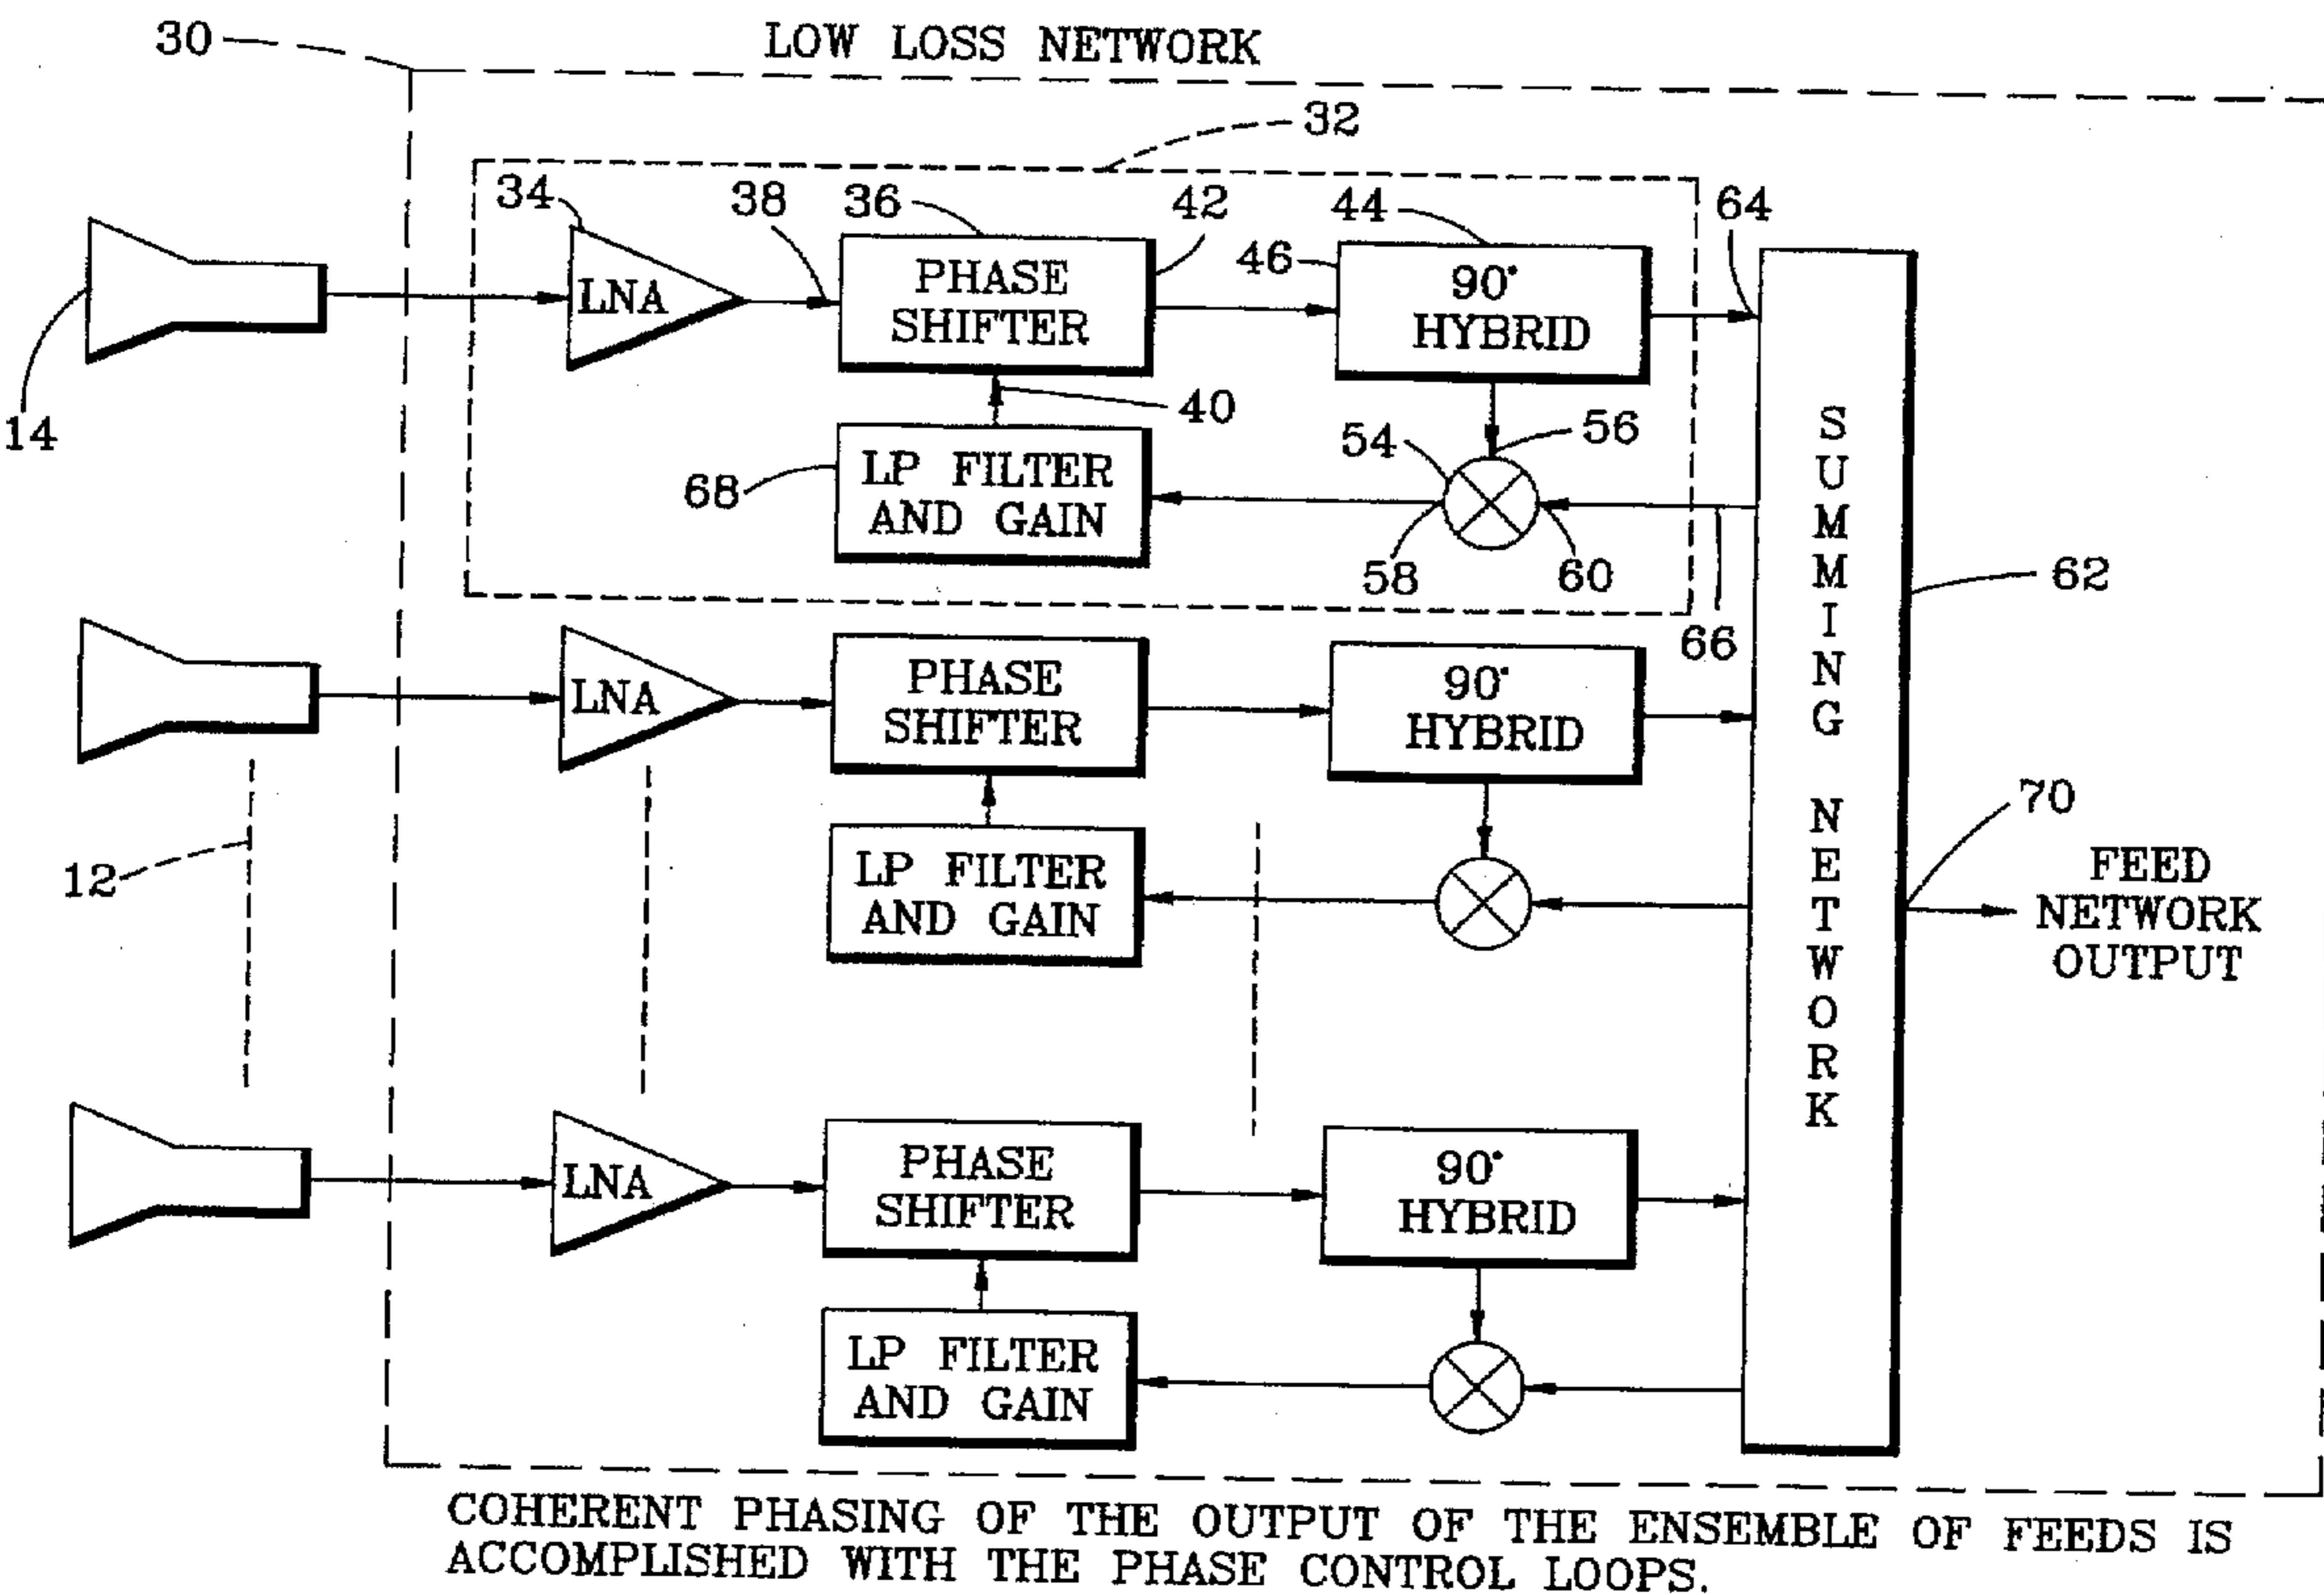 30
LOW LOSS NETWORK
32
34
38
36
42
44
64
46
LNA
PHASE
SHIFTER
90°
HYBRID
14
40
56
54
68
LP FILTER
AND GAIN
58
60
66
62
SUMMING NETWORK
LNA
PHASE
SHIFTER
90°
HYBRID
12
LP FILTER
AND GAIN
70
FEED
NETWORK
OUTPUT
LNA
PHASE
SHIFTER
90°
HYBRID
LP FILTER
AND GAIN
COHERENT PHASING OF THE OUTPUT OF THE ENSEMBLE OF FEEDS IS
ACCOMPLISHED WITH THE PHASE CONTROL LOOPS.